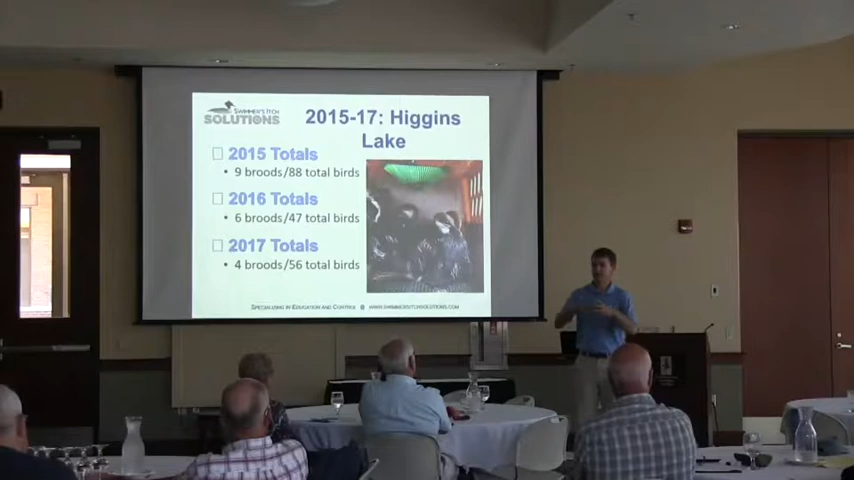 SWIMMER'S ITCH
SOLUTIONS
2015-17: Higgins
Lake
2015 Totals
• 9 broods/88 total birds
2016 Totals
• 6 broods/47 total birds
2017 Totals
• 4 broods/56 total birds
SPECIALIZING IN EDUCATION AND CONTROL @ WWW.SWIMMERSITCHSOLUTIONS.COM